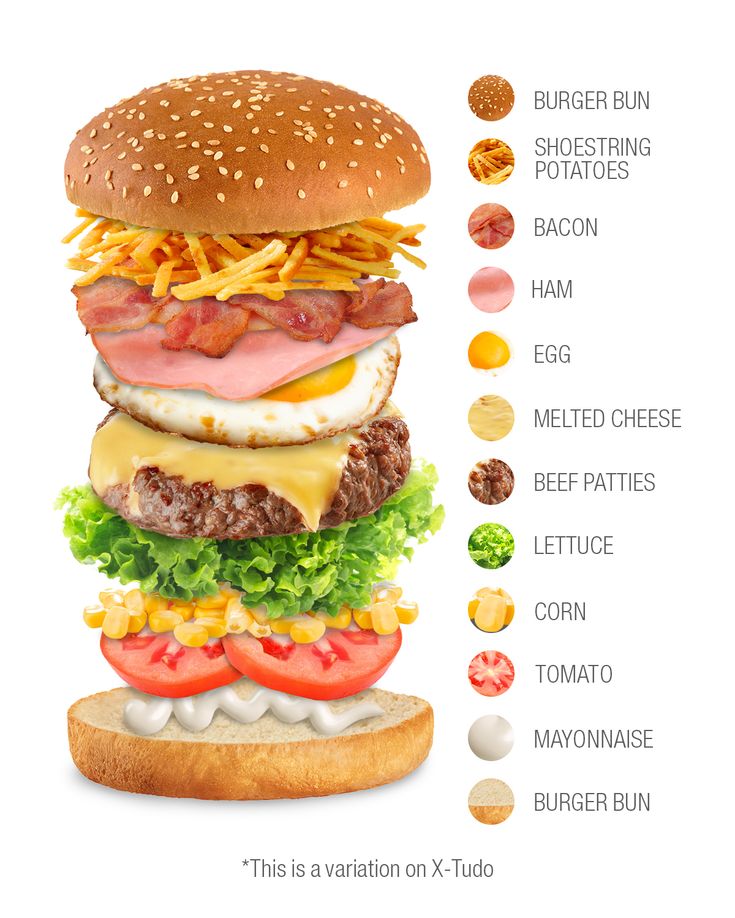 BURGER BUN
SHOESTRING
POTATOES
BACON
HAM
EGG
MELTED CHEESE
BEEF PATTIES
LETTUCE
CORN
TOMATO
MAYONNAISE
BURGER BUN
*This is a variation on X-Tudo